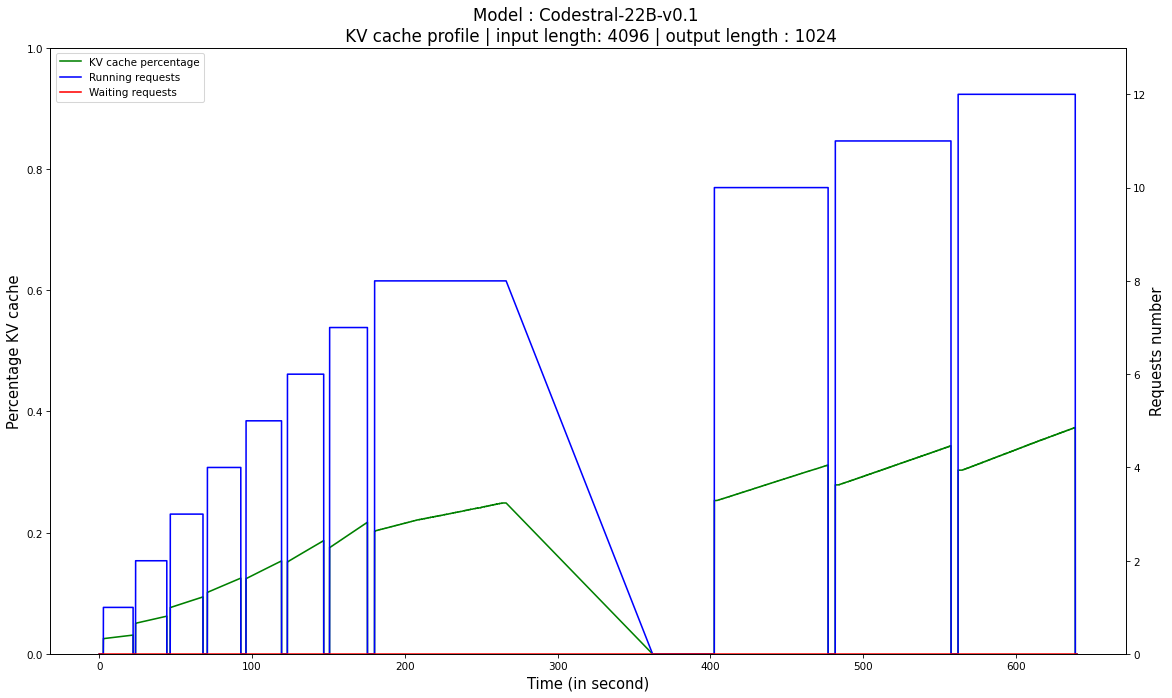 Model : Codestral-22B-v0.1
KV cache profile | input length: 4096 | output length : 1024
KV cache percentage
Running requests
Waiting requests
1.0
0.8
0.6
0.4
0.2
0.0
Percentage KV cache
12
10
8
6
4
2
0
Requests number
0 100 200 300 400 500 600
Time (in second)